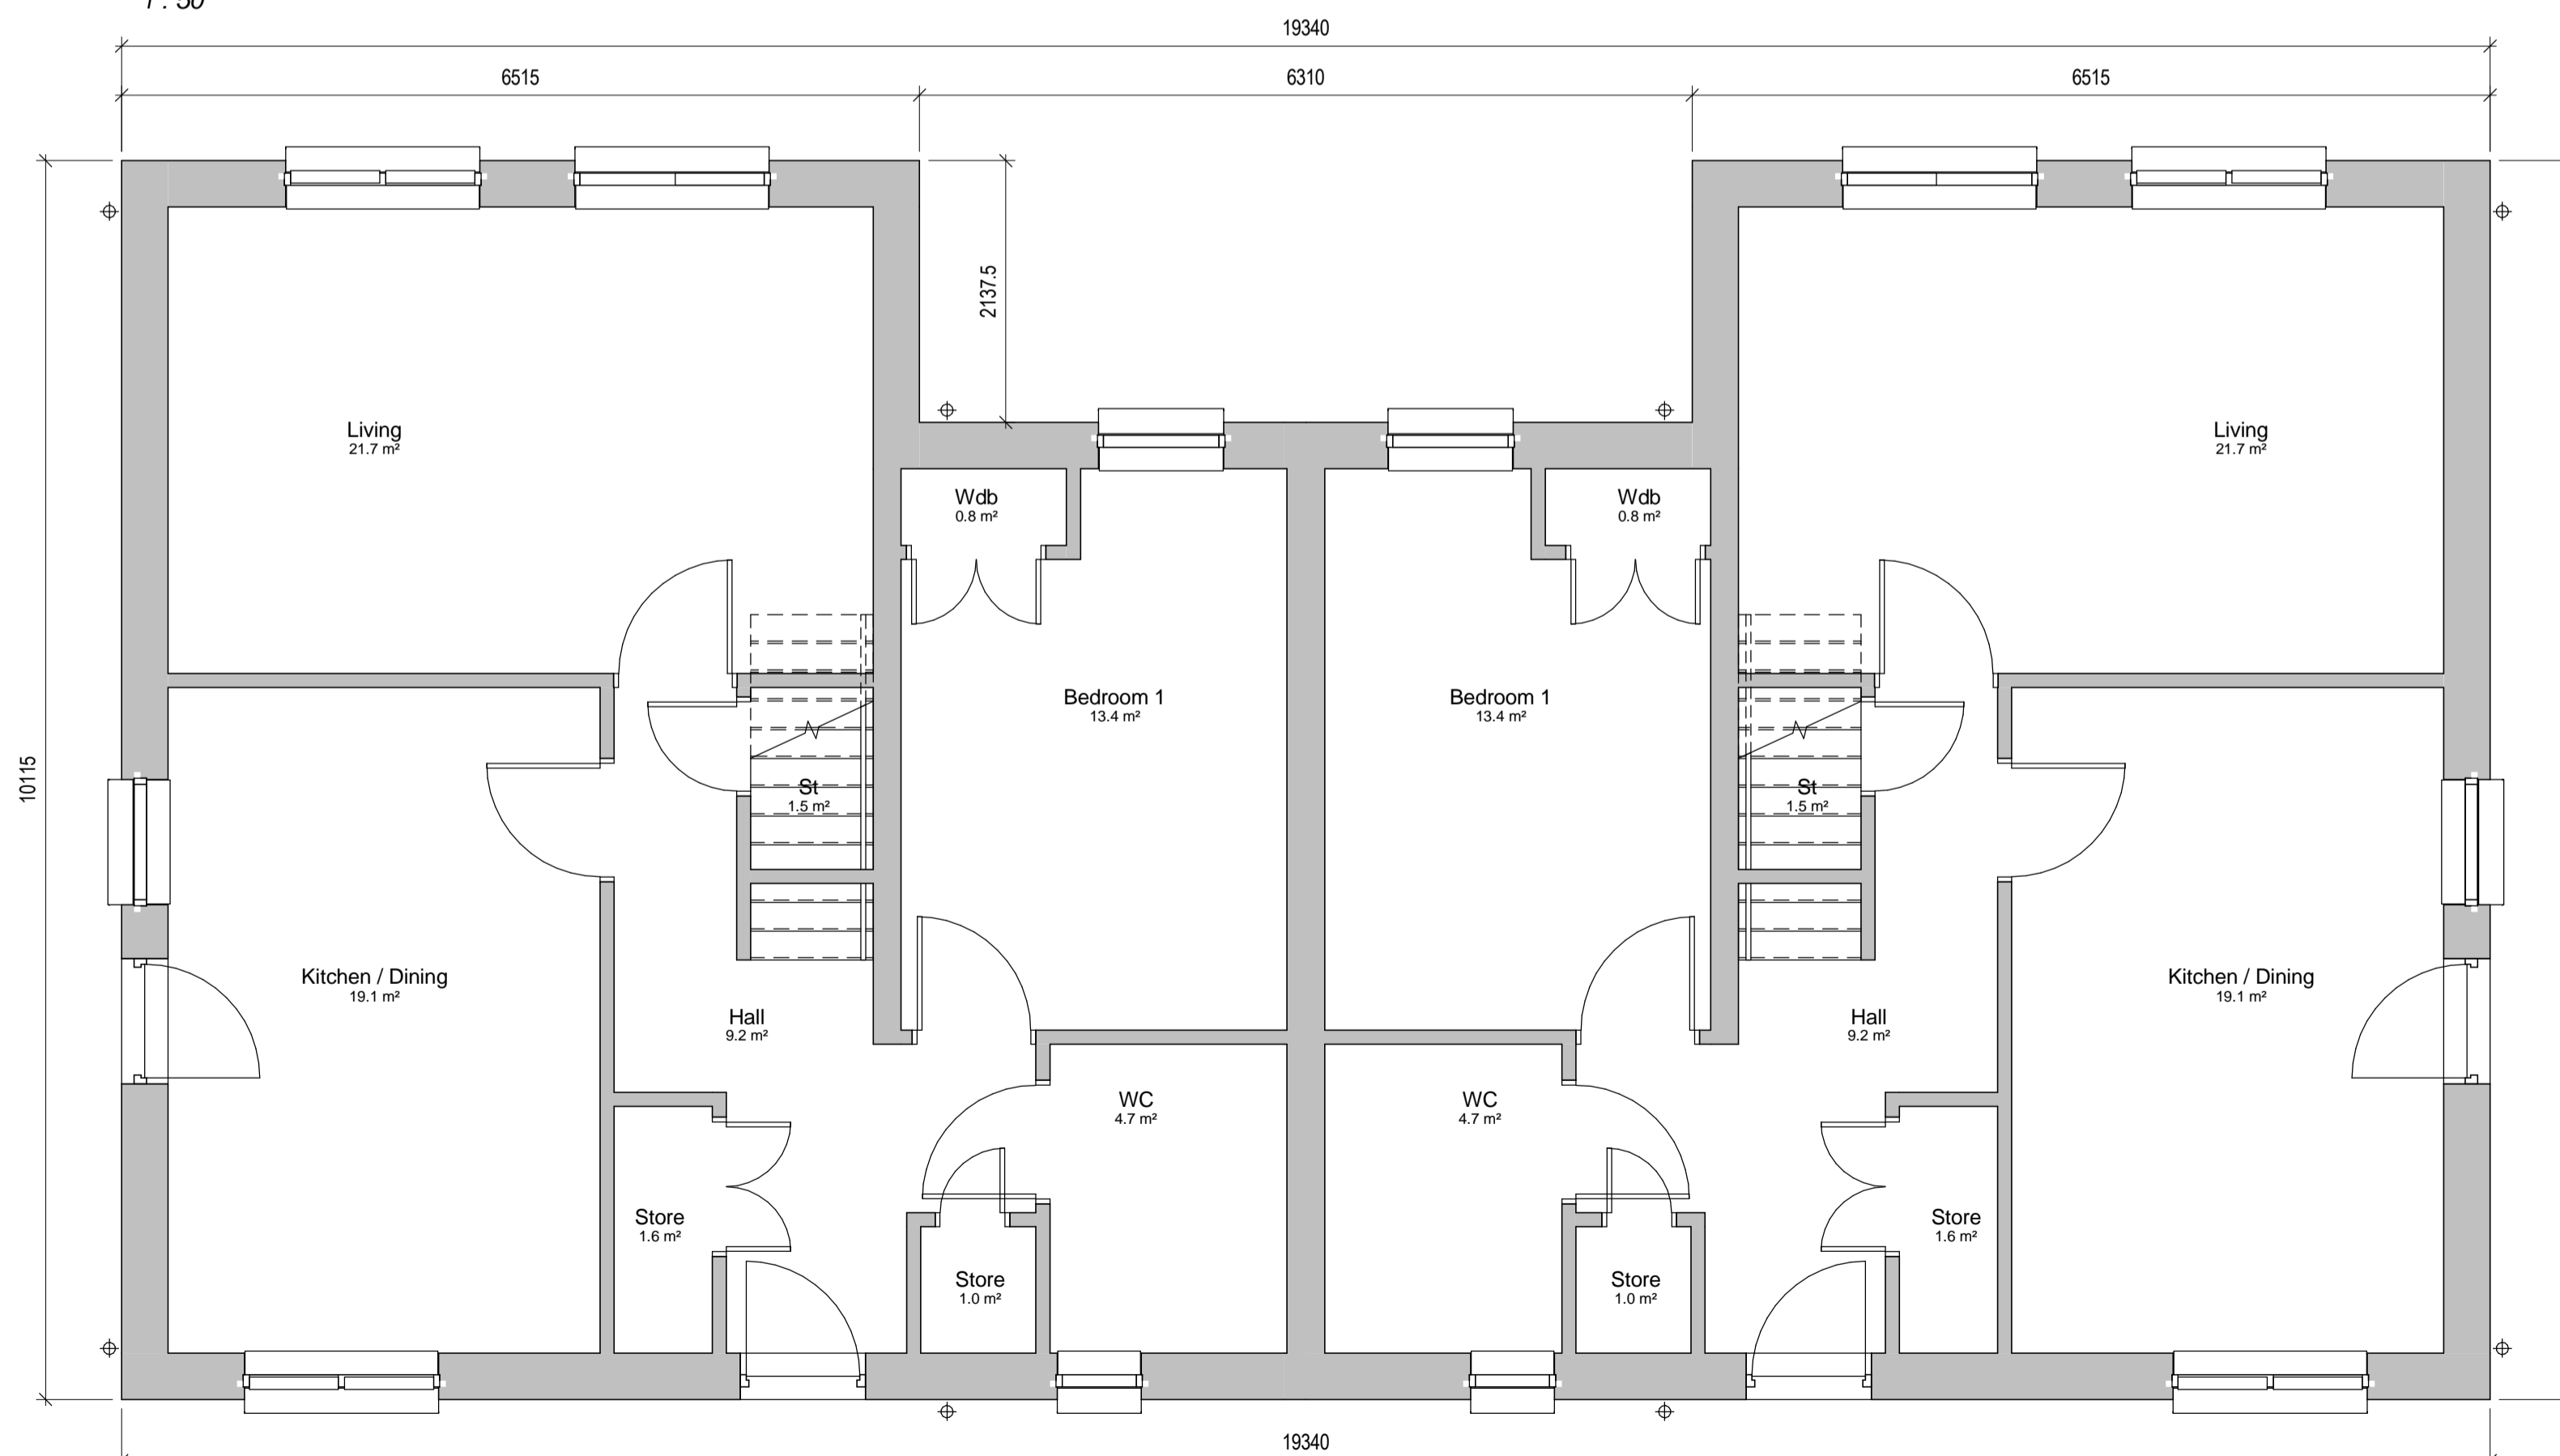 1 : 50
19340
6515
6310
6515
2137.5
10115
Living
21.7 m²
Living
21.7 m²
Wdb
0.8 m²
Wdb
0.8 m²
Bedroom 1
13.4 m²
Bedroom 1
13.4 m²
St
1.5 m²
St
1.5 m²
Kitchen / Dining
19.1 m²
Kitchen / Dining
19.1 m²
Hall
9.2 m²
Hall
9.2 m²
WC
4.7 m²
WC
4.7 m²
Store
1.6 m²
Store
1.6 m²
Store
1.0 m²
Store
1.0 m²
19340